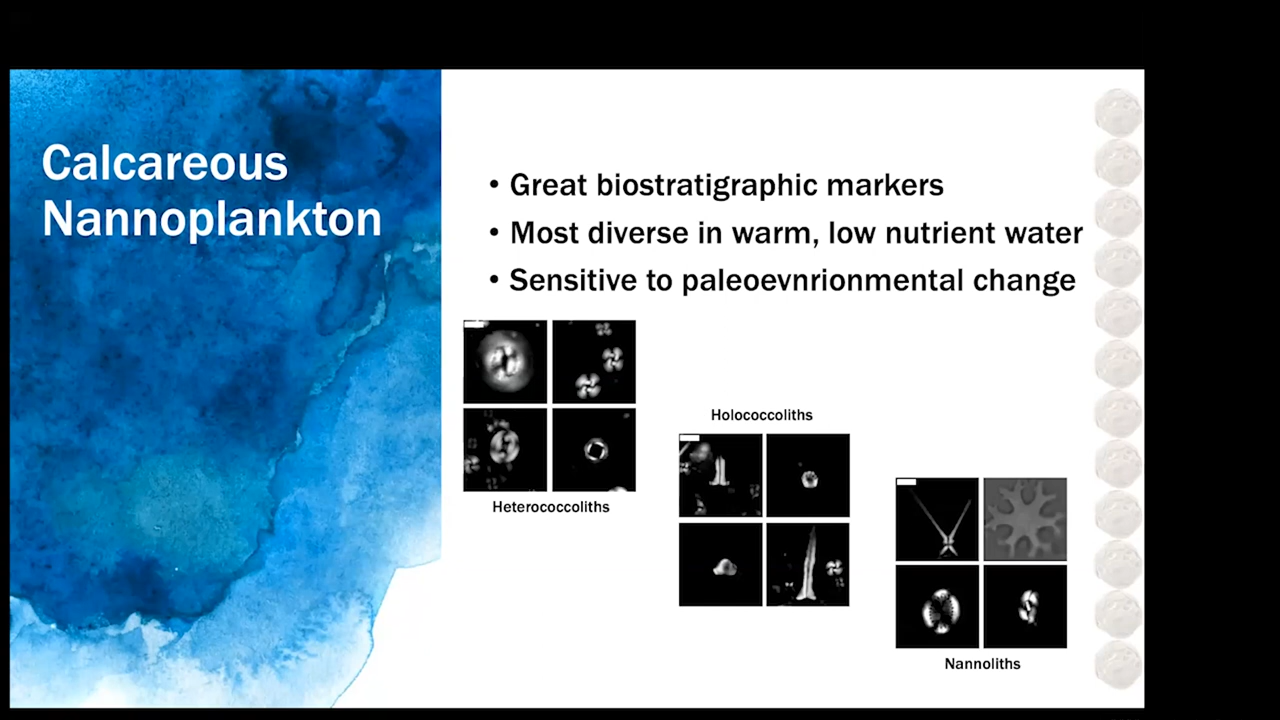 Calcareous
Nannoplankton
• Great biostratigraphic markers
• Most diverse in warm, low nutrient water
• Sensitive to paleoevnrionmental change
Heterococcoliths
Holococcoliths
Nannoliths